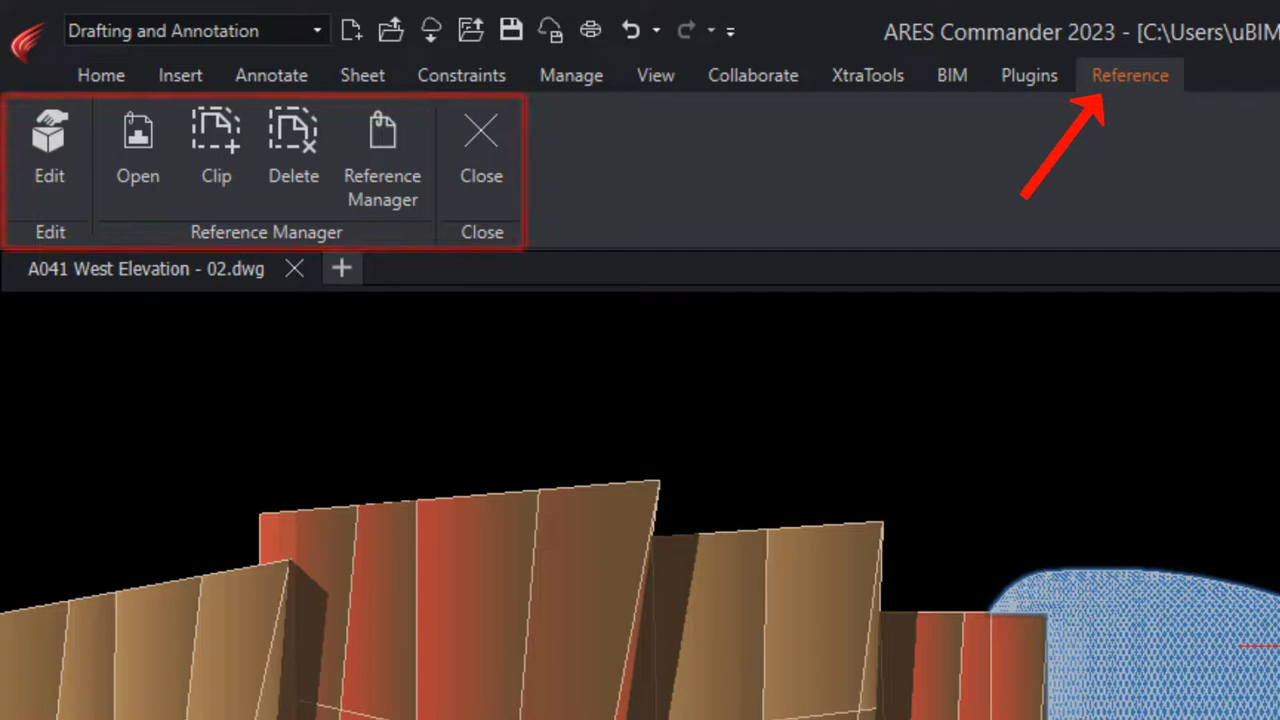 Drafting and Annotation
ARES Commander 2023 - [C:\Users\uBIM
Home Insert Annotate Sheet Constraints Manage View Collaborate XtraTools BIM Plugins Reference
Edit Open Clip Delete Reference Manager Close
Edit Reference Manager Close
A041 West Elevation - 02.dwg